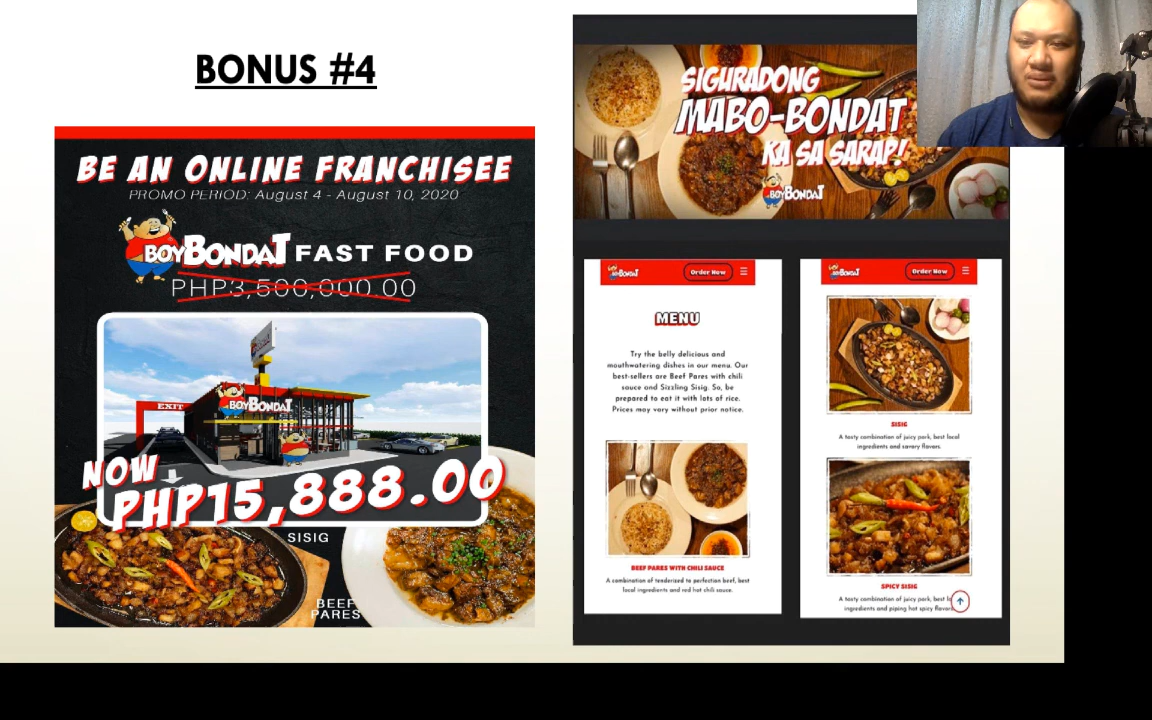 BONUS #4
BE AN ONLINE FRANCHISEE
PROMO PERIOD: August 4 - August 10, 2020
BOYBONDAT FAST FOOD
PHP3,500,000.00
EXIT
BOYBONDAT
NOW
PHP15,888.00
SISIG
BEEF
PARES
SIGURADONG
MABO-BONDAT
KA SA SARAP!
BOYBONDAT
BOYBONDAT
Order Now
MENU
Try the belly delicious and
mouthwatering dishes in our menu. Our
best-sellers are Beef Pares with chili
sauce and Sizzling Sisig. So, be
prepared to eat it with lots of rice.
Prices may vary without prior notice.
BEEF PARES WITH CHILI SAUCE
A combination of tenderized to perfection beef, best
local ingredients and red hot chili sauce.
BOYBONDAT
Order Now
SISIG
A tasty combination of juicy pork, best local
ingredients and savory flavors.
SPICY SISIG
A tasty combination of juicy pork, best
ingredients and piping hot spicy flavors